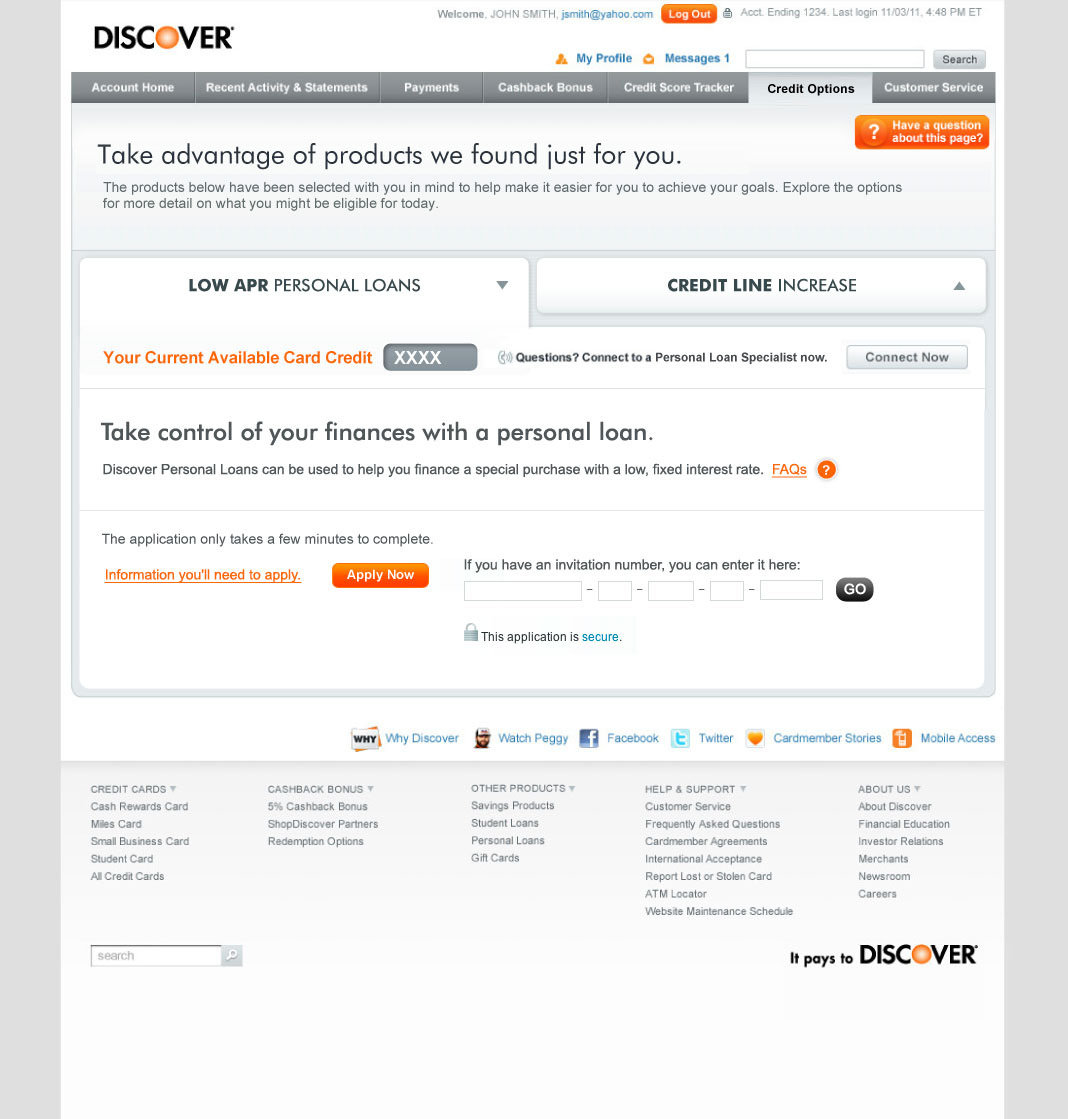 Welcome, JOHN SMITH, jsmith@yahoo.com Log Out Acct. Ending 1234. Last login 11/03/11, 4:48 PM ET
DISCOVER
My Profile Messages 1 Search
Account Home Recent Activity & Statements Payments Cashback Bonus Credit Score Tracker Credit Options Customer Service
? Have a question
about this page?
Take advantage of products we found just for you.
The products below have been selected with you in mind to help make it easier for you to achieve your goals. Explore the options
for more detail on what you might be eligible for today.
LOW APR PERSONAL LOANS CREDIT LINE INCREASE
Your Current Available Card Credit XXXX Questions? Connect to a Personal Loan Specialist now. Connect Now
Take control of your finances with a personal loan.
Discover Personal Loans can be used to help you finance a special purchase with a low, fixed interest rate. FAQs ?
The application only takes a few minutes to complete.
If you have an invitation number, you can enter it here:
Information you'll need to apply. Apply Now – – – – GO
This application is secure.
WHY Why Discover Watch Peggy Facebook Twitter Cardmember Stories Mobile Access
CREDIT CARDS
Cash Rewards Card
Miles Card
Small Business Card
Student Card
All Credit Cards
CASHBACK BONUS
5% Cashback Bonus
ShopDiscover Partners
Redemption Options
OTHER PRODUCTS
Savings Products
Student Loans
Personal Loans
Gift Cards
HELP & SUPPORT
Customer Service
Frequently Asked Questions
Cardmember Agreements
International Acceptance
Report Lost or Stolen Card
ATM Locator
Website Maintenance Schedule
ABOUT US
About Discover
Financial Education
Investor Relations
Merchants
Newsroom
Careers
search
It pays to DISCOVER